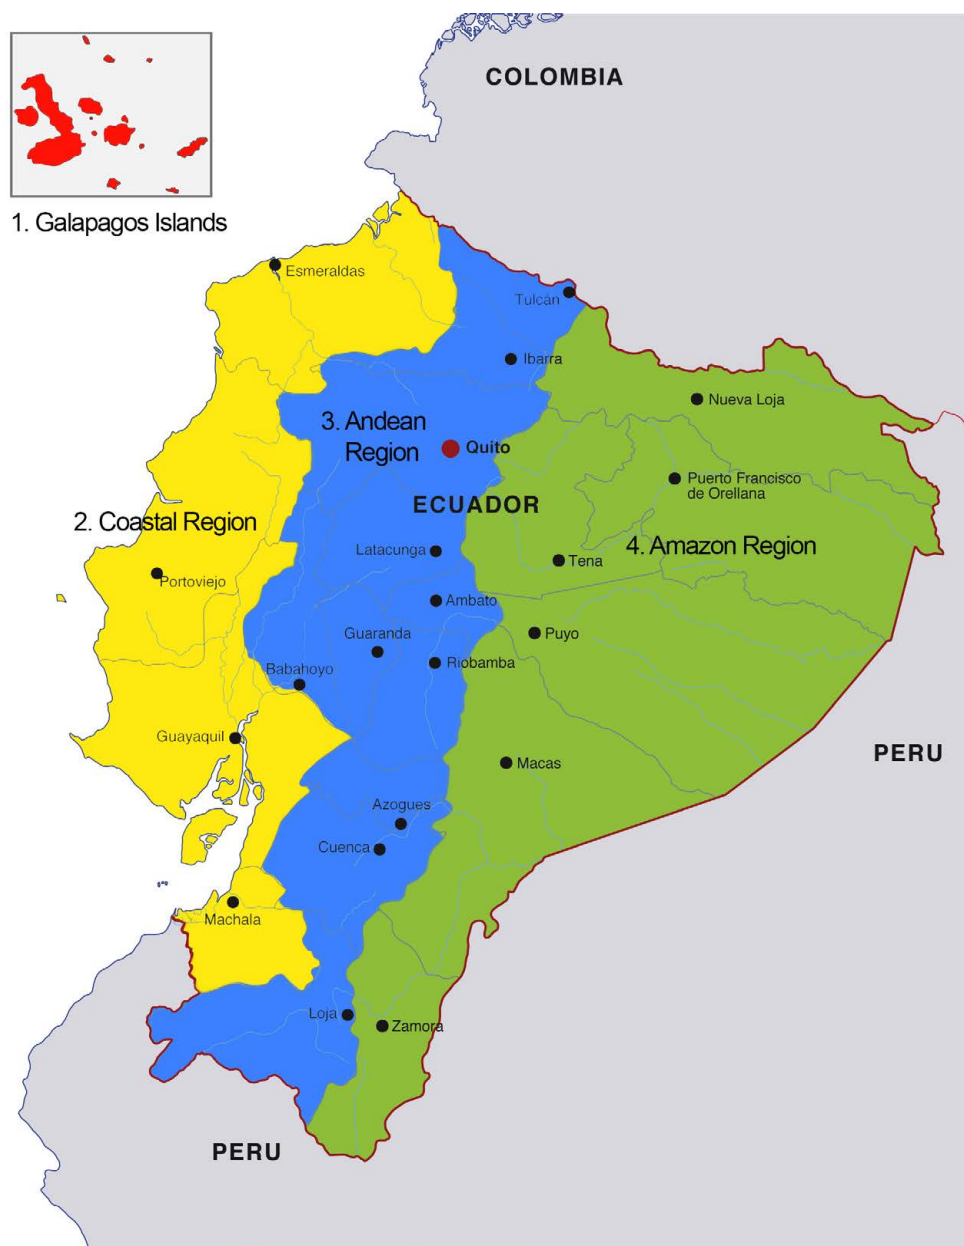 COLOMBIA
1. Galapagos Islands
Esmeraldas
Tulcán
Ibarra
Nueva Loja
3. Andean
Region
Quito
Puerto Francisco
de Orellana
ECUADOR
2. Coastal Region
4. Amazon Region
Latacunga
Tena
Portoviejo
Ambato
Guaranda
Puyo
Babahoyo
Riobamba
Guayaquil
PERU
Macas
Azogues
Cuenca
Machala
Loja
Zamora
PERU